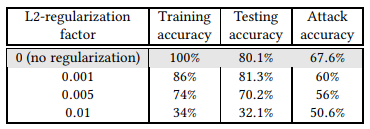 L2-regularization factor | Training accuracy | Testing accuracy | Attack accuracy
0 (no regularization) | 100% | 80.1% | 67.6%
0.001 | 86% | 81.3% | 60%
0.005 | 74% | 70.2% | 56%
0.01 | 34% | 32.1% | 50.6%